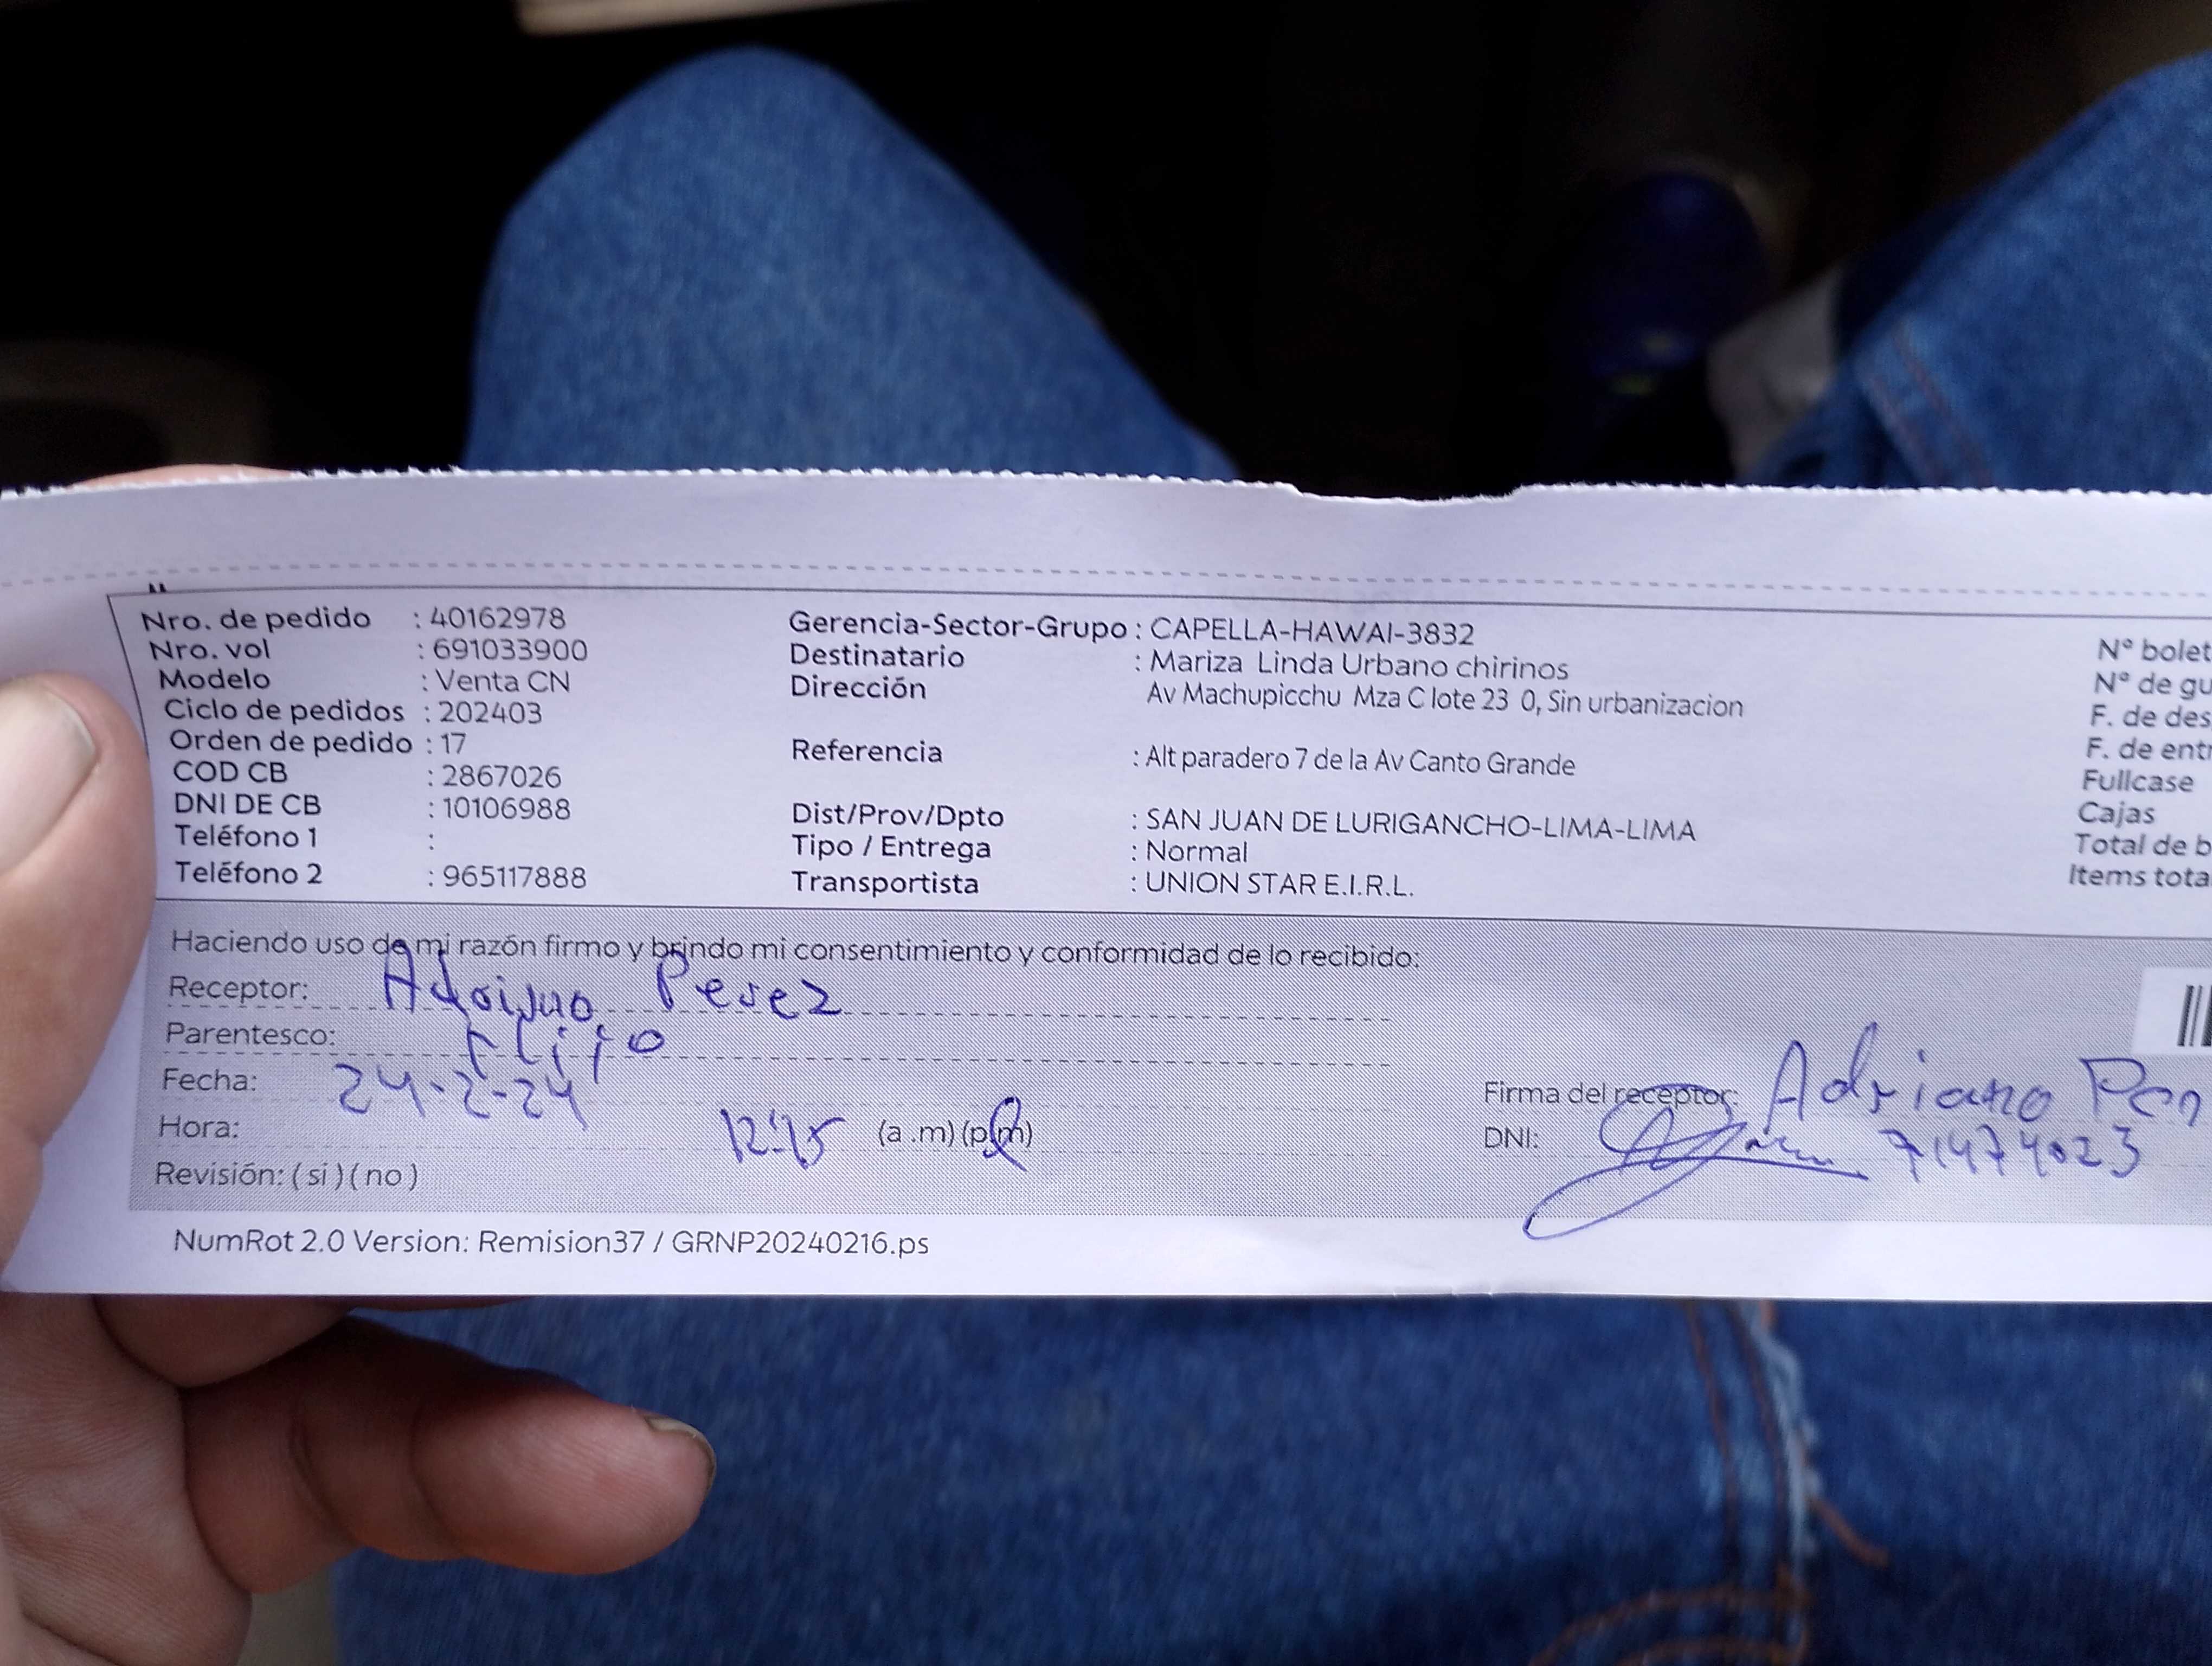 Nro. de pedido : 40162978
Nro. vol : 691033900
Modelo : Venta CN
Ciclo de pedidos : 202403
Orden de pedido : 17
COD CB : 2867026
DNI DE CB : 10106988
Teléfono 1 :
Teléfono 2 : 965117888
Gerencia-Sector-Grupo : CAPELLA-HAWAI-3832
Destinatario : Mariza Linda Urbano chirinos
Dirección Av Machupicchu Mza C lote 23 0, Sin urbanizacion
Referencia : Alt paradero 7 de la Av Canto Grande
Dist/Prov/Dpto : SAN JUAN DE LURIGANCHO-LIMA-LIMA
Tipo / Entrega : Normal
Transportista : UNION STAR E.I.R.L.
N° bolet
N° de gu
F. de des
F. de entr
Fullcase
Cajas
Total de b
Items tota
Haciendo uso de mi razón firmo y brindo mi consentimiento y conformidad de lo recibido:
Receptor: Adriano Perez
Parentesco: Hijo
Fecha: 24-2-24
Hora: 12:15 (a .m) (p.m)
Revisión: ( si ) ( no )
Firma del receptor: Adriano
DNI: 71474023
NumRot 2.0 Version: Remision37 / GRNP20240216.ps